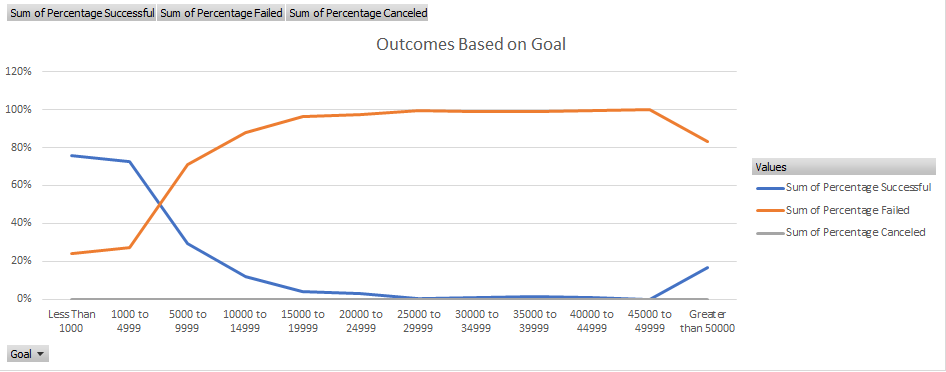 Sum of Percentage Successful Sum of Percentage Failed Sum of Percentage Canceled
Outcomes Based on Goal
120%
100%
80%
60%
40%
20%
0%
Less Than 1000 to 5000 to 10000 to 15000 to 20000 to 25000 to 30000 to 35000 to 40000 to 45000 to Greater
1000 4999 9999 14999 19999 24999 29999 34999 39999 44999 49999 than 50000
Values
Sum of Percentage Successful
Sum of Percentage Failed
Sum of Percentage Canceled
Goal